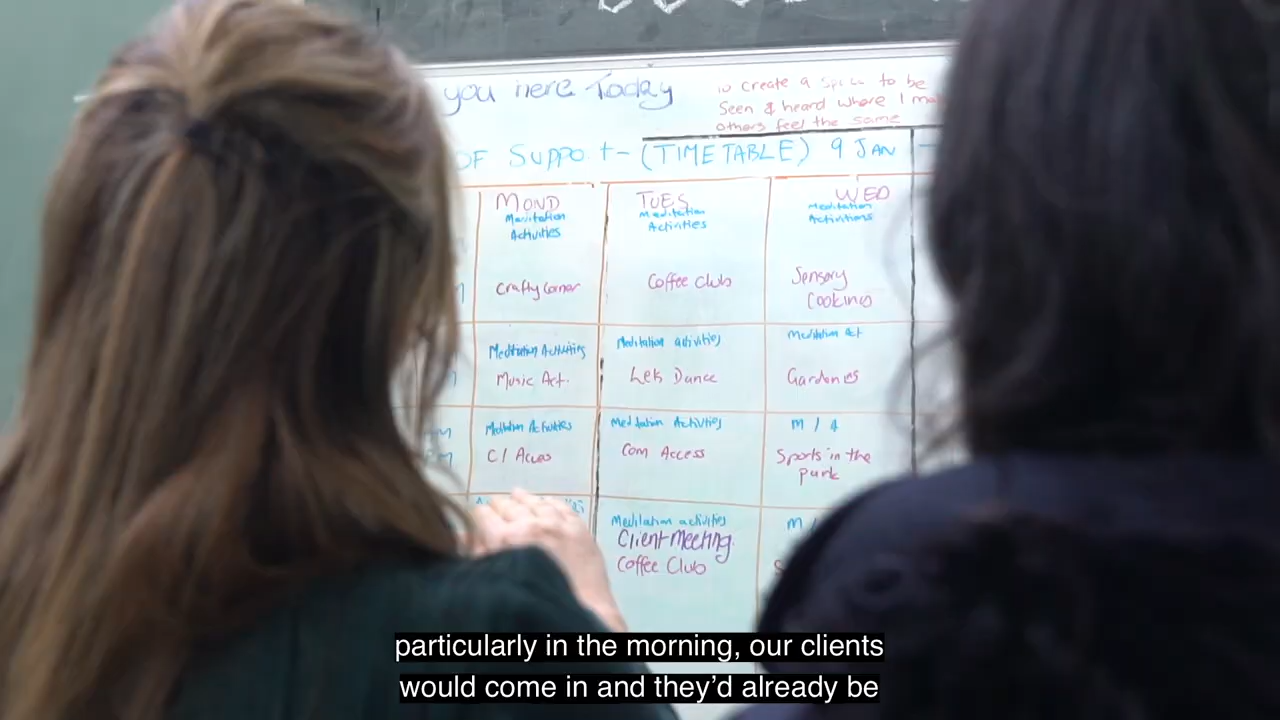 you here Today
to create a space to be
Seen & heard where I make
others feel the same
OF SUPPORT - (TIMETABLE) 9 JAN -
MOND
Meditation
Activities
TUES
Meditation
Activities
WED
Meditation
Activities
Crafty Corner
Coffee Club
Sensory
Cooking
Meditation Activities
Meditation activities
Meditation Act
Music Act.
Lets Dance
Meditation Activities
Meditation Activities
M / A
C / Access
Com Access
Sports in the
park
Meditation activities
M /
Client Meeting
Coffee Club
particularly in the morning, our clients
would come in and they'd already be